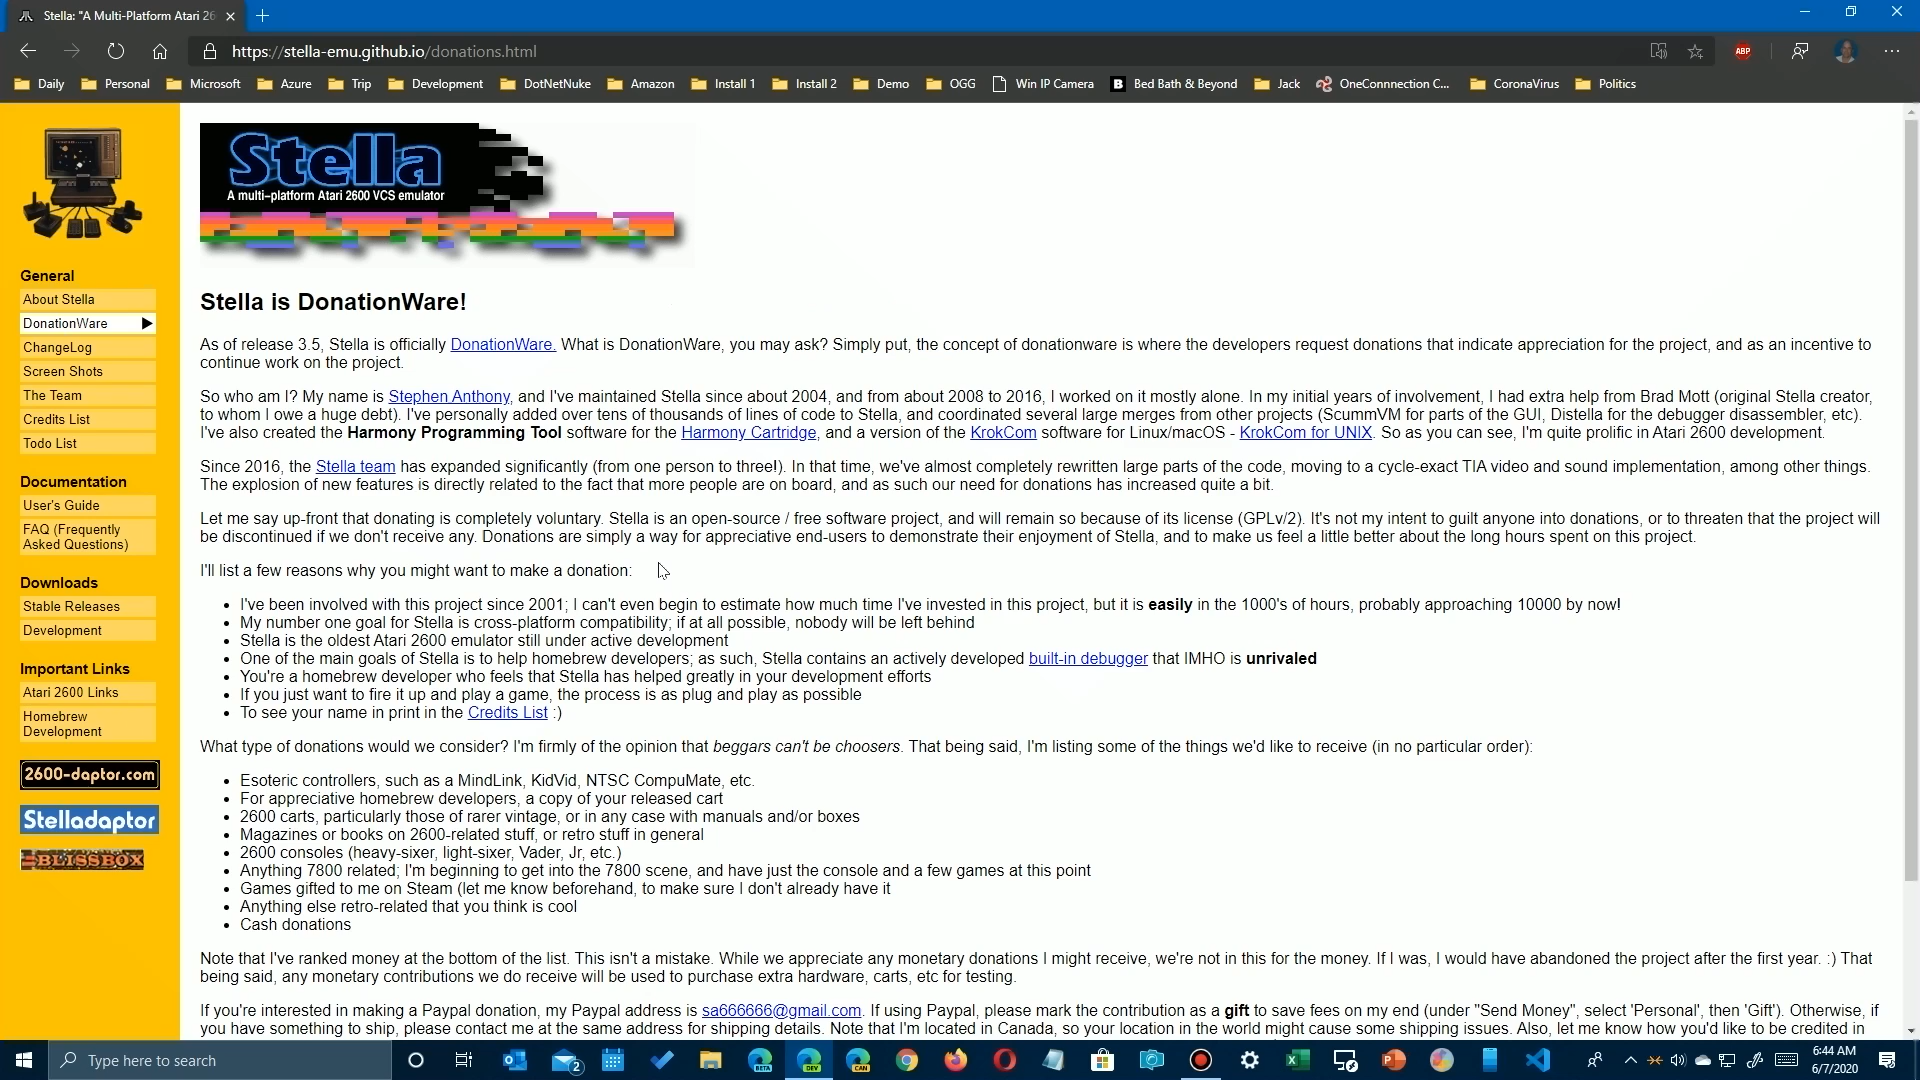 Stella: "A Multi-Platform Atari 26
https://stella-emu.github.io/donations.html
ABP
Daily Personal Microsoft Azure Trip Development DotNetNuke Amazon Install 1 Install 2 Demo OGG Win IP Camera Bed Bath & Beyond Jack OneConnnection C... CoronaVirus Politics
Stella
A multi-platform Atari 2600 VCS emulator
General
About Stella
DonationWare
ChangeLog
Screen Shots
The Team
Credits List
Todo List
Documentation
User's Guide
FAQ (Frequently
Asked Questions)
Downloads
Stable Releases
Development
Important Links
Atari 2600 Links
Homebrew
Development
2600-daptor.com
Stelladaptor
BLISSBOX
Stella is DonationWare!
As of release 3.5, Stella is officially DonationWare. What is DonationWare, you may ask? Simply put, the concept of donationware is where the developers request donations that indicate appreciation for the project, and as an incentive to
continue work on the project.
So who am I? My name is Stephen Anthony, and I've maintained Stella since about 2004, and from about 2008 to 2016, I worked on it mostly alone. In my initial years of involvement, I had extra help from Brad Mott (original Stella creator,
to whom I owe a huge debt). I've personally added over tens of thousands of lines of code to Stella, and coordinated several large merges from other projects (ScummVM for parts of the GUI, Distella for the debugger disassembler, etc).
I've also created the Harmony Programming Tool software for the Harmony Cartridge, and a version of the KrokCom software for Linux/macOS - KrokCom for UNIX. So as you can see, I'm quite prolific in Atari 2600 development.
Since 2016, the Stella team has expanded significantly (from one person to three!). In that time, we've almost completely rewritten large parts of the code, moving to a cycle-exact TIA video and sound implementation, among other things.
The explosion of new features is directly related to the fact that more people are on board, and as such our need for donations has increased quite a bit.
Let me say up-front that donating is completely voluntary. Stella is an open-source / free software project, and will remain so because of its license (GPLv/2). It's not my intent to guilt anyone into donations, or to threaten that the project will
be discontinued if we don't receive any. Donations are simply a way for appreciative end-users to demonstrate their enjoyment of Stella, and to make us feel a little better about the long hours spent on this project.
I'll list a few reasons why you might want to make a donation:
• I've been involved with this project since 2001; I can't even begin to estimate how much time I've invested in this project, but it is easily in the 1000's of hours, probably approaching 10000 by now!
• My number one goal for Stella is cross-platform compatibility; if at all possible, nobody will be left behind
• Stella is the oldest Atari 2600 emulator still under active development
• One of the main goals of Stella is to help homebrew developers; as such, Stella contains an actively developed built-in debugger that IMHO is unrivaled
• You're a homebrew developer who feels that Stella has helped greatly in your development efforts
• If you just want to fire it up and play a game, the process is as plug and play as possible
• To see your name in print in the Credits List :)
What type of donations would we consider? I'm firmly of the opinion that beggars can't be choosers. That being said, I'm listing some of the things we'd like to receive (in no particular order):
• Esoteric controllers, such as a MindLink, KidVid, NTSC CompuMate, etc.
• For appreciative homebrew developers, a copy of your released cart
• 2600 carts, particularly those of rarer vintage, or in any case with manuals and/or boxes
• Magazines or books on 2600-related stuff, or retro stuff in general
• 2600 consoles (heavy-sixer, light-sixer, Vader, Jr, etc.)
• Anything 7800 related; I'm beginning to get into the 7800 scene, and have just the console and a few games at this point
• Games gifted to me on Steam (let me know beforehand, to make sure I don't already have it
• Anything else retro-related that you think is cool
• Cash donations
Note that I've ranked money at the bottom of the list. This isn't a mistake. While we appreciate any monetary donations I might receive, we're not in this for the money. If I was, I would have abandoned the project after the first year. :) That
being said, any monetary contributions we do receive will be used to purchase extra hardware, carts, etc for testing.
If you're interested in making a Paypal donation, my Paypal address is sa666666@gmail.com. If using Paypal, please mark the contribution as a gift to save fees on my end (under "Send Money", select 'Personal', then 'Gift'). Otherwise, if
you have something to ship, please contact me at the same address for shipping details. Note that I'm located in Canada, so your location in the world might cause some shipping issues. Also, let me know how you'd like to be credited in
Type here to search
2
BETA
DEV
CAN
6:44 AM
6/7/2020